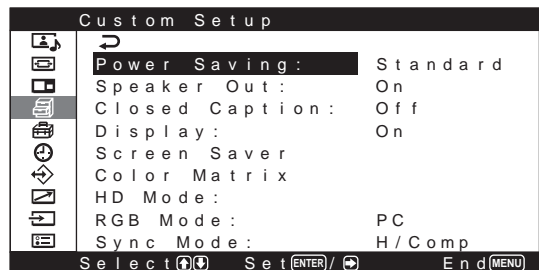 Custom Setup
Power Saving: Standard
Speaker Out: On
Closed Caption: Off
Display: On
Screen Saver
Color Matrix
HD Mode:
RGB Mode: PC
Sync Mode: H/Comp
Select Set ENTER/ End MENU